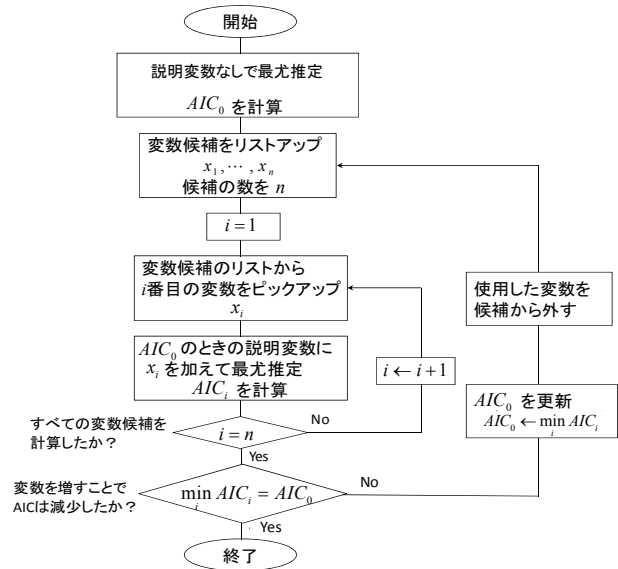 開始
説明変数なしで最尤推定
AIC₀ を計算
変数候補をリストアップ
x₁, ⋯ , xₙ
候補の数を n
i = 1
変数候補のリストから
i番目の変数をピックアップ
xᵢ
使用した変数を
候補から外す
AIC₀ のときの説明変数に
xᵢ を加えて最尤推定
AICᵢ を計算
i ← i + 1
AIC₀ を更新
AIC₀ ← min AICᵢ
i
すべての変数候補を
計算したか？
i = n
No
Yes
変数を増すことで
AICは減少したか？
min AICᵢ = AIC₀
i
No
Yes
終了